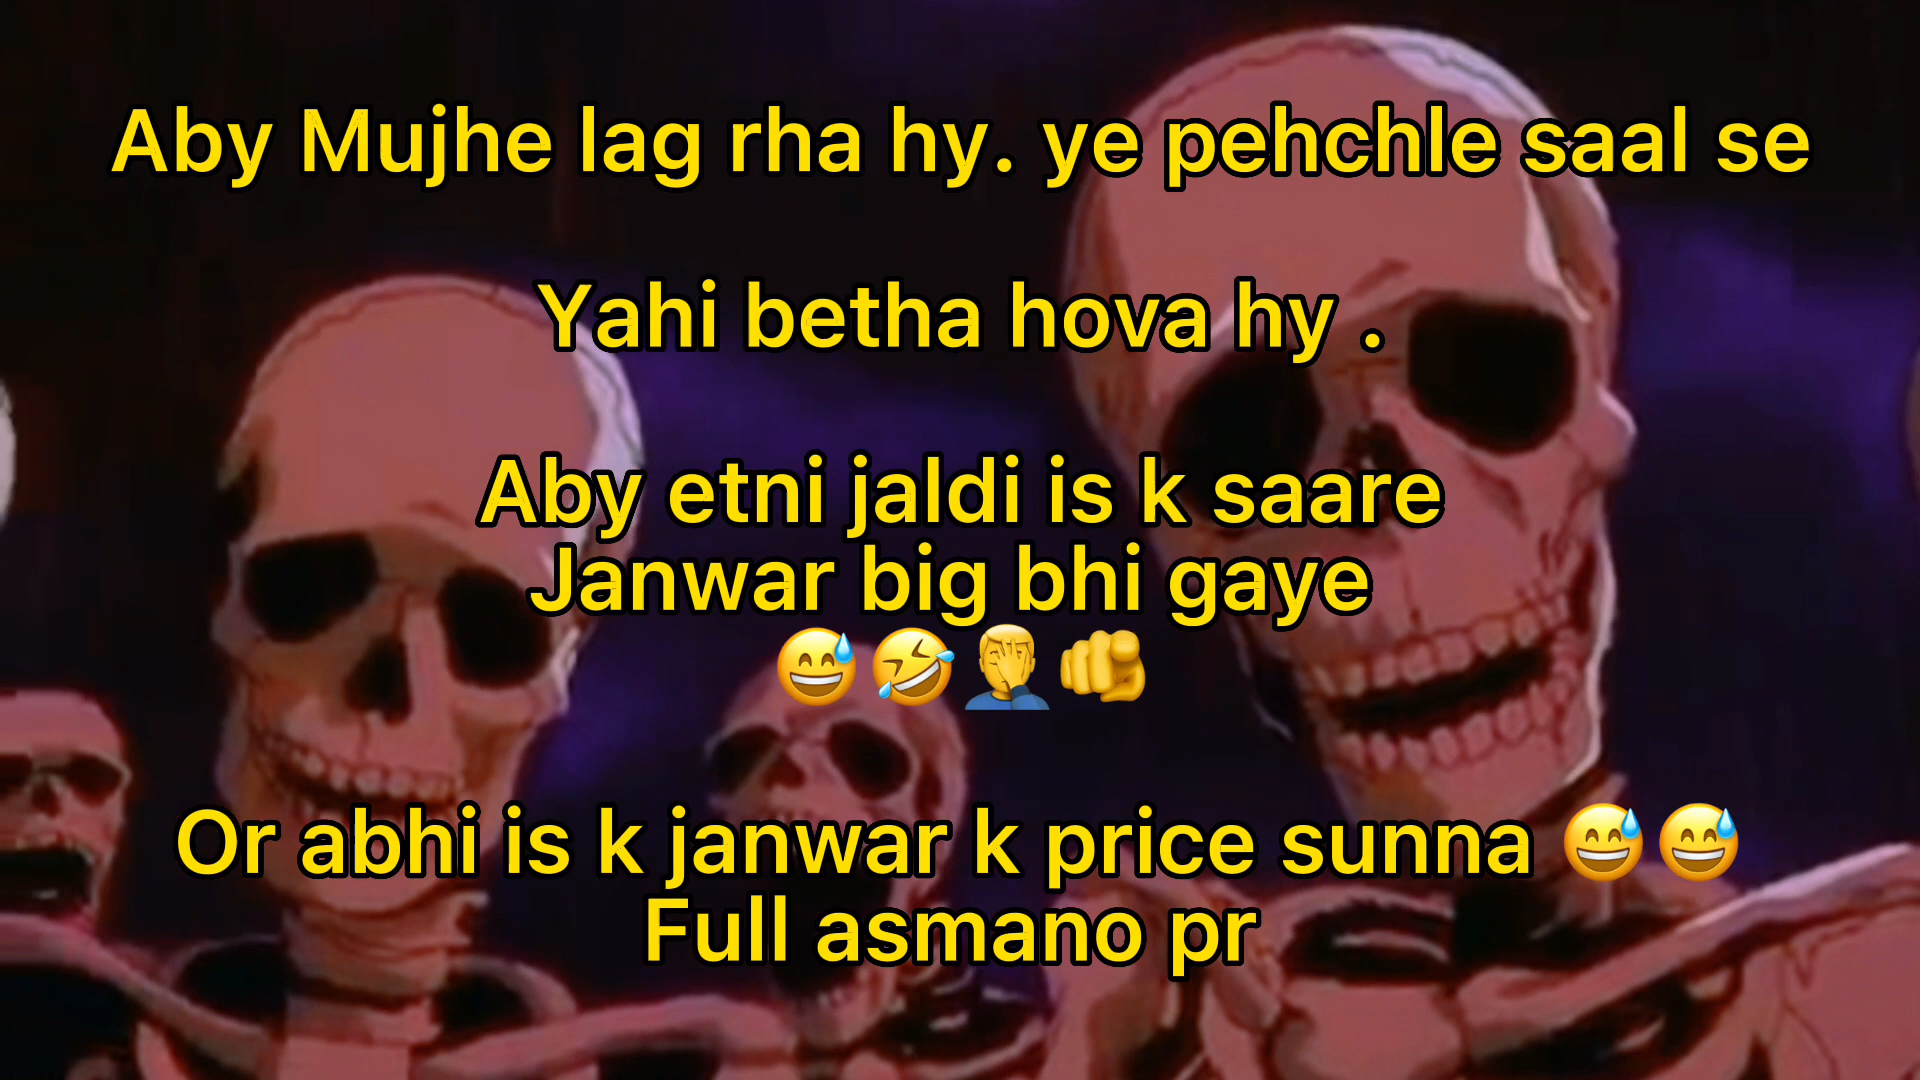 Aby Mujhe lag rha hy. ye pehchle saal se
Yahi betha hova hy .
Aby etni jaldi is k saare
Janwar big bhi gaye
😅🤣🤦‍♂️🫵
Or abhi is k janwar k price sunna 😅😅
Full asmano pr